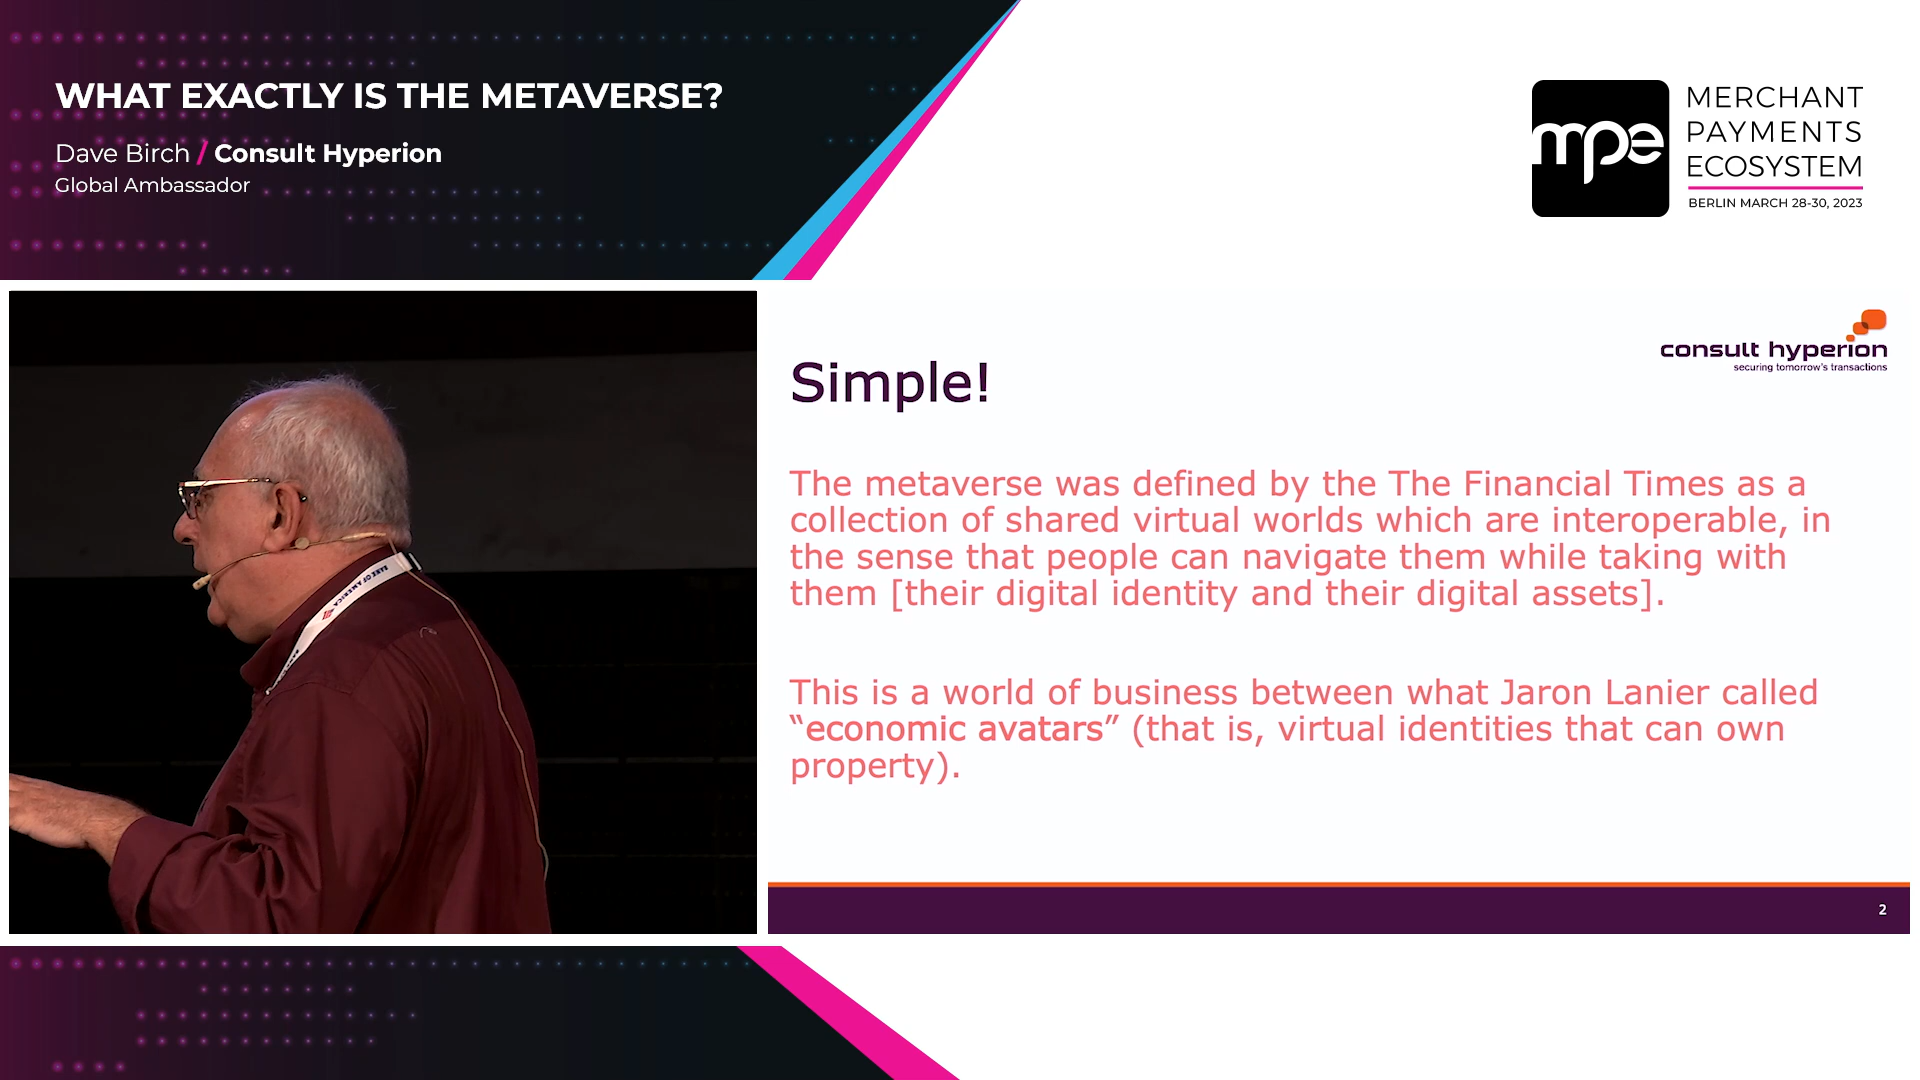 WHAT EXACTLY IS THE METAVERSE?
Dave Birch / Consult Hyperion
Global Ambassador
mpe
MERCHANT
PAYMENTS
ECOSYSTEM
BERLIN MARCH 28-30, 2023
BANK OF AMERICA
consult hyperion
securing tomorrow's transactions
Simple!
The metaverse was defined by the The Financial Times as a
collection of shared virtual worlds which are interoperable, in
the sense that people can navigate them while taking with
them [their digital identity and their digital assets].
This is a world of business between what Jaron Lanier called
“economic avatars” (that is, virtual identities that can own
property).
2